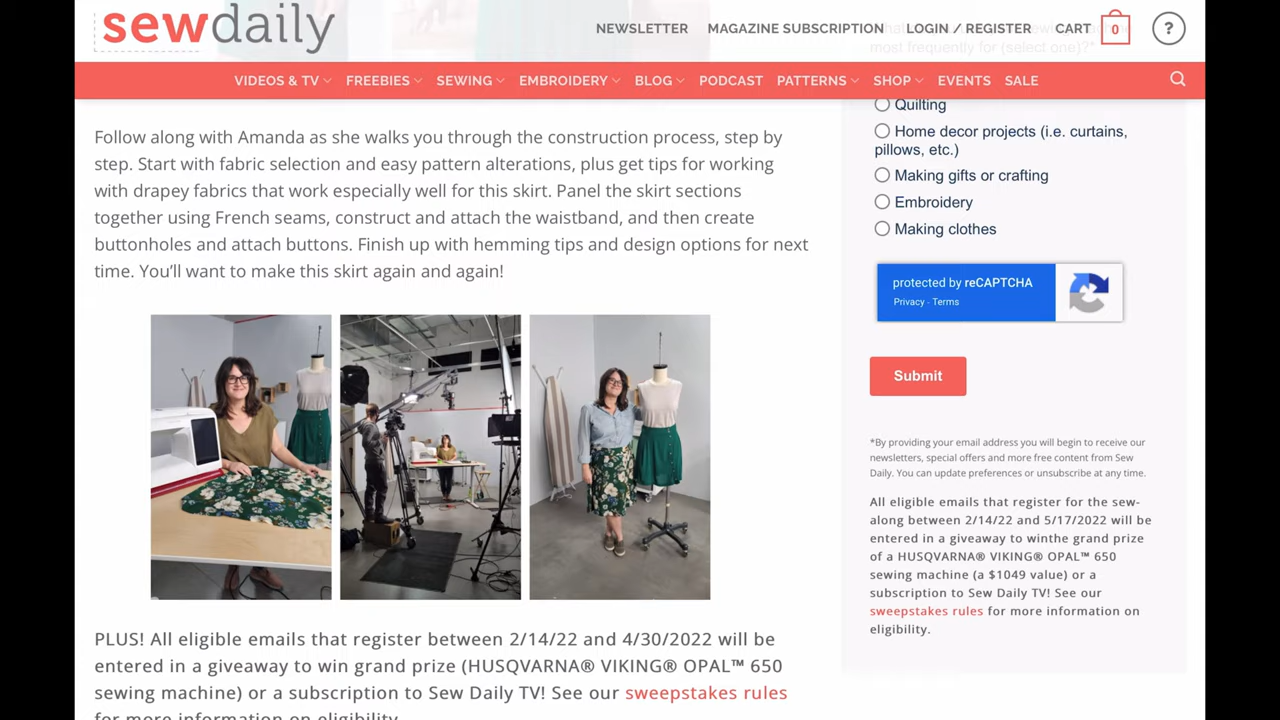 sewdaily
NEWSLETTER MAGAZINE SUBSCRIPTION LOGIN / REGISTER CART 0 ?
most frequently for (select one)?*
VIDEOS & TV FREEBIES SEWING EMBROIDERY BLOG PODCAST PATTERNS SHOP EVENTS SALE
Follow along with Amanda as she walks you through the construction process, step by
step. Start with fabric selection and easy pattern alterations, plus get tips for working
with drapey fabrics that work especially well for this skirt. Panel the skirt sections
together using French seams, construct and attach the waistband, and then create
buttonholes and attach buttons. Finish up with hemming tips and design options for next
time. You’ll want to make this skirt again and again!
PLUS! All eligible emails that register between 2/14/22 and 4/30/2022 will be
entered in a giveaway to win grand prize (HUSQVARNA® VIKING® OPAL™ 650
sewing machine) or a subscription to Sew Daily TV! See our sweepstakes rules
for more information on eligibility.
Quilting
Home decor projects (i.e. curtains,
pillows, etc.)
Making gifts or crafting
Embroidery
Making clothes
protected by reCAPTCHA
Privacy - Terms
Submit
*By providing your email address you will begin to receive our
newsletters, special offers and more free content from Sew
Daily. You can update preferences or unsubscribe at any time.
All eligible emails that register for the sew-
along between 2/14/22 and 5/17/2022 will be
entered in a giveaway to winthe grand prize
of a HUSQVARNA® VIKING® OPAL™ 650
sewing machine (a $1049 value) or a
subscription to Sew Daily TV! See our
sweepstakes rules for more information on
eligibility.